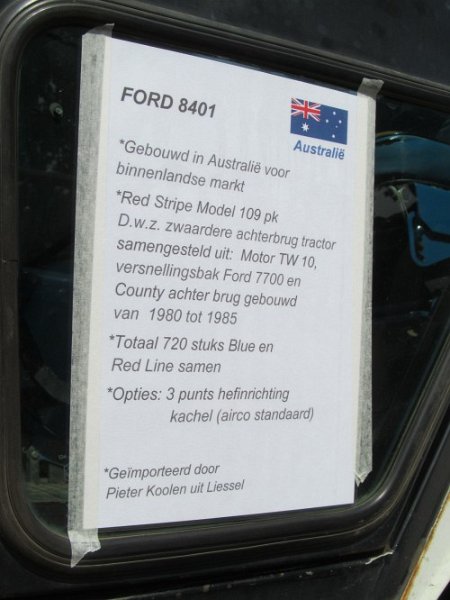 FORD 8401
Australië
*Gebouwd in Australië voor
binnenlandse markt
*Red Stripe Model 109 pk
D.w.z. zwaardere achterbrug tractor
samengesteld uit: Motor TW 10,
versnellingsbak Ford 7700 en
County achter brug gebouwd
van 1980 tot 1985
*Totaal 720 stuks Blue en
Red Line samen
*Opties: 3 punts hefinrichting
kachel (airco standaard)
*Geïmporteerd door
Pieter Koolen uit Liessel